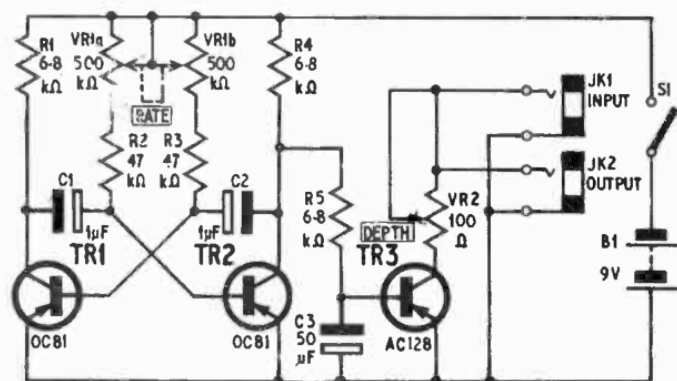 R1
6·8
kΩ
VR1a
500
kΩ
RATE
VR1b
500
kΩ
R4
6·8
kΩ
R2
47
kΩ
R3
47
kΩ
C1
1μF
TR1
C2
1μF
TR2
OC81
OC81
R5
6·8
kΩ
C3
50
μF
DEPTH
TR3
AC128
VR2
100
Ω
JK1
INPUT
JK2
OUTPUT
S1
B1
9V